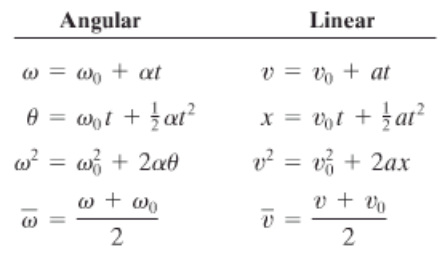 Angular Linear
ω = ω₀ + αt v = v₀ + at
θ = ω₀t + ½αt² x = v₀t + ½at²
ω² = ω₀² + 2αθ v² = v₀² + 2ax
ω̅ = (ω + ω₀)/2 v̅ = (v + v₀)/2